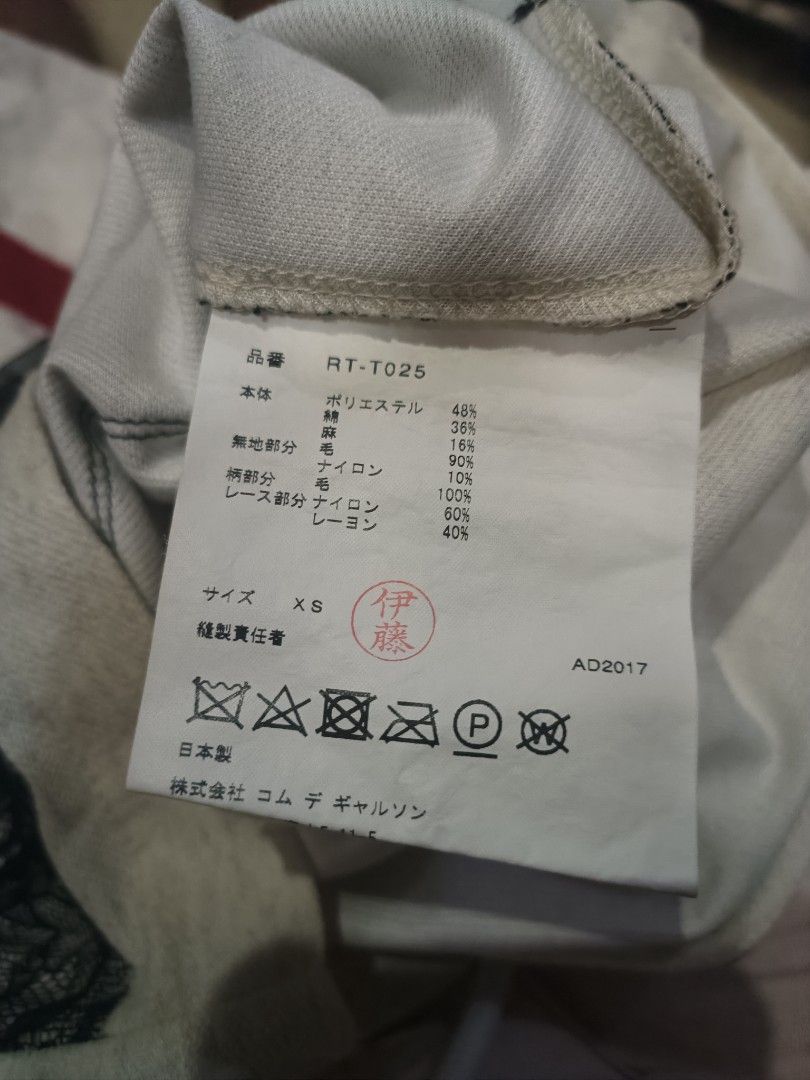 品番 RT-T025
本体 ポリエステル 48%
綿 36%
麻 16%
無地部分 毛 90%
ナイロン 10%
柄部分 毛 100%
レース部分 ナイロン 60%
レーヨン 40%
サイズ XS
伊藤
縫製責任者
AD2017
P
W
日本製
株式会社 コム デ ギャルソン